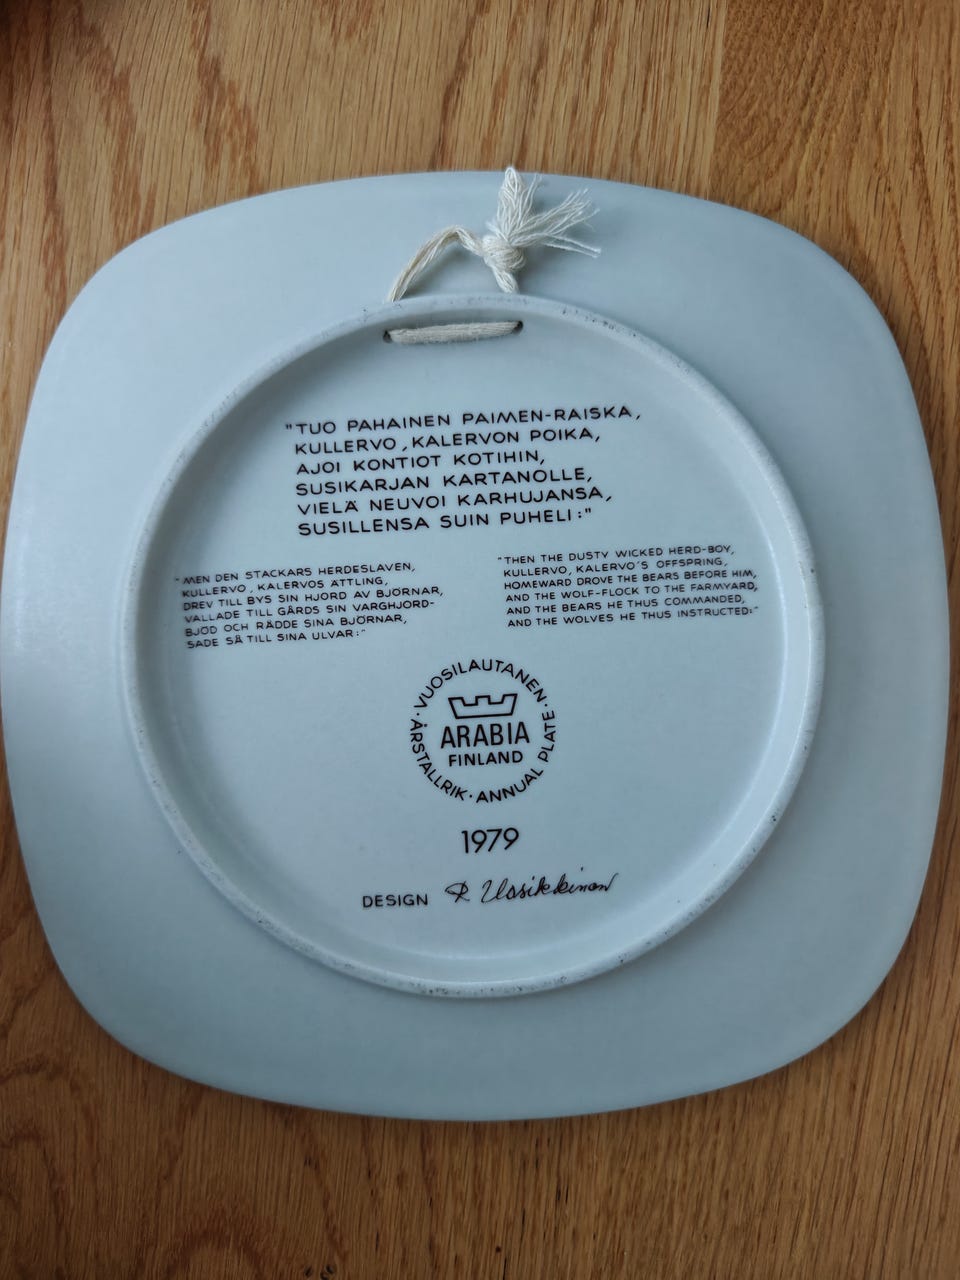 "TUO PAHAINEN PAIMEN-RAISKA,
KULLERVO, KALERVON POIKA,
AJOI KONTIOT KOTIHIN,
SUSIKARJAN KARTANOLLE,
VIELÄ NEUVOI KARHUJANSA,
SUSILLENSA SUIN PUHELI:"
"MEN DEN STACKARS HERDESLAVEN,
KULLERVO, KALERVOS ÄTTLING,
DREV TILL BYS SIN HJORD AV BJÖRNAR,
VALLADE TILL GÅRDS SIN VARGHJORD-
BJÖD OCH RÄDDE SINA BJÖRNAR,
SADE SÅ TILL SINA ULVAR:"
"THEN THE DUSTY WICKED HERD-BOY,
KULLERVO, KALERVO'S OFFSPRING,
HOMEWARD DROVE THE BEARS BEFORE HIM,
AND THE WOLF-FLOCK TO THE FARMYARD,
AND THE BEARS HE THUS COMMANDED,
AND THE WOLVES HE THUS INSTRUCTED:"
· VUOSILAUTANEN · ANNUAL PLATE · ÅRSTALLRIK
ARABIA
FINLAND
1979
DESIGN R Uosikkinen